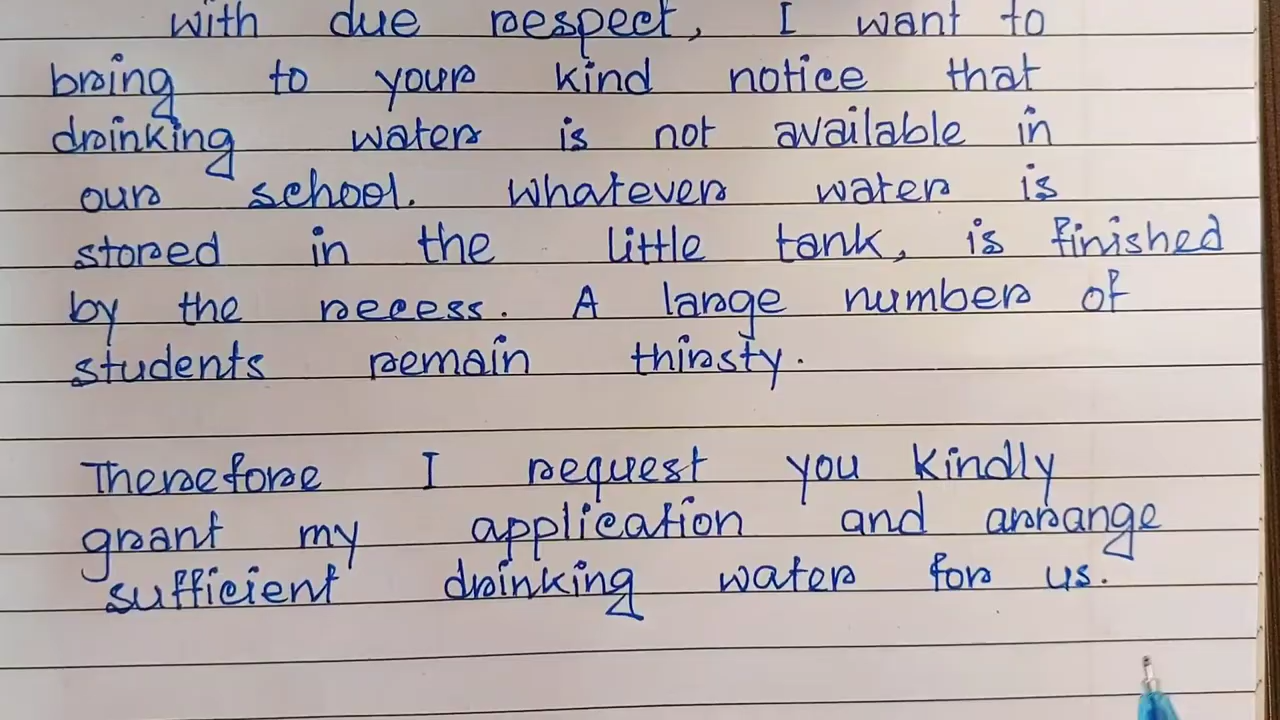 with due respect, I want to
bring to your kind notice that
drinking water is not available in
our school. Whatever water is
stored in the little tank, is finished
by the recess. A large number of
students remain thirsty.
Therefore I request you kindly
grant my application and arrange
sufficient drinking water for us.